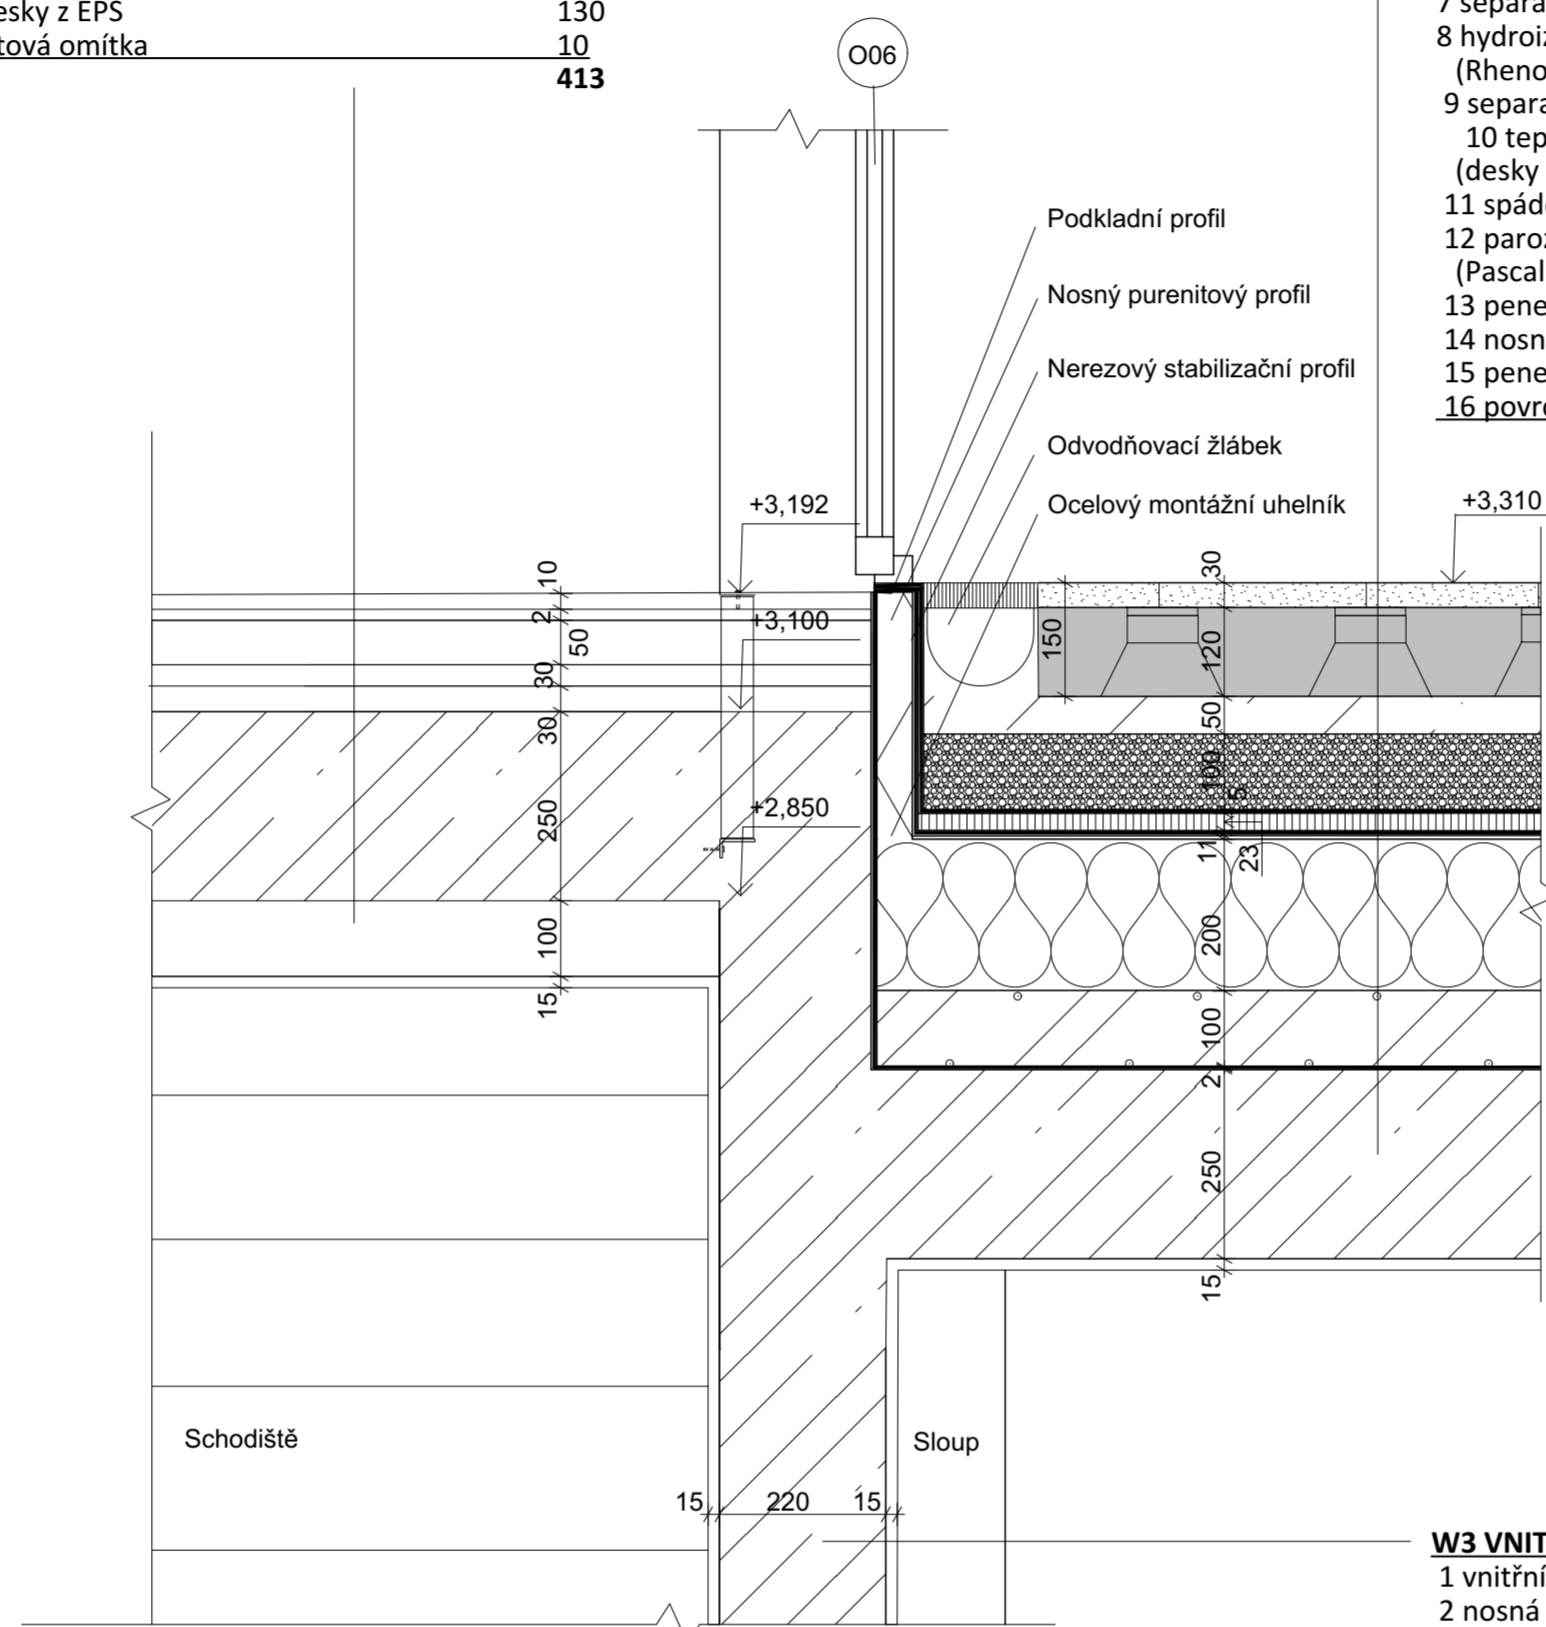 esky z EPS 130
tová omítka 10
413
O06
7 separa
8 hydroiz
(Rheno
9 separa
10 tep
(desky
11 spád
12 paroz
(Pascal
13 pene
14 nosn
15 pene
16 povr
Podkladní profil
Nosný purenitový profil
Nerezový stabilizační profil
Odvodňovací žlábek
Ocelový montážní uhelník
+3,192
+3,310
+3,100
+2,850
10
2
50
30
30
250
100
15
30
150
120
50
100
5
11
23
200
100
2
250
15
Schodiště
Sloup
15 220 15
W3 VNIT
1 vnitřní
2 nosná